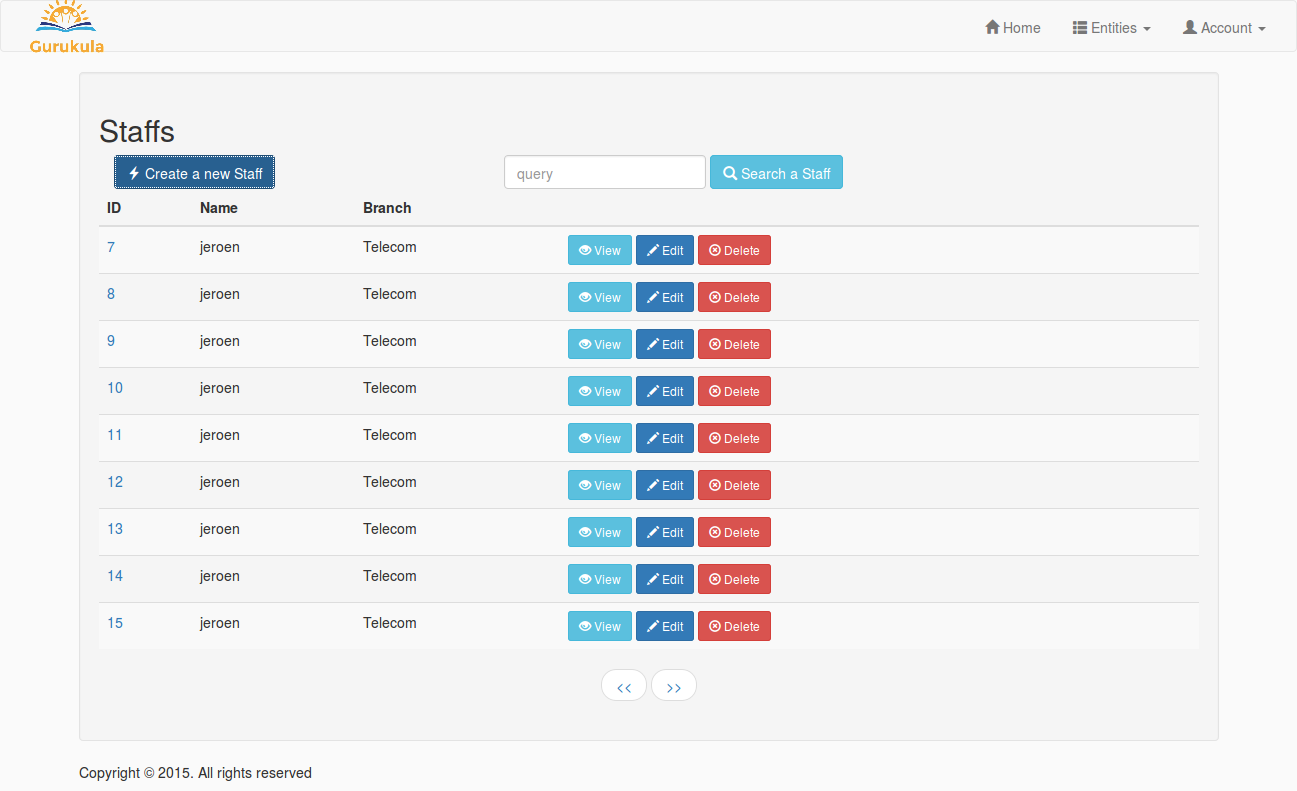 Gurukula
Home Entities Account
Staffs
Create a new Staff query Search a Staff
ID Name Branch
7 jeroen Telecom View Edit Delete
8 jeroen Telecom View Edit Delete
9 jeroen Telecom View Edit Delete
10 jeroen Telecom View Edit Delete
11 jeroen Telecom View Edit Delete
12 jeroen Telecom View Edit Delete
13 jeroen Telecom View Edit Delete
14 jeroen Telecom View Edit Delete
15 jeroen Telecom View Edit Delete
<< >>
Copyright © 2015. All rights reserved